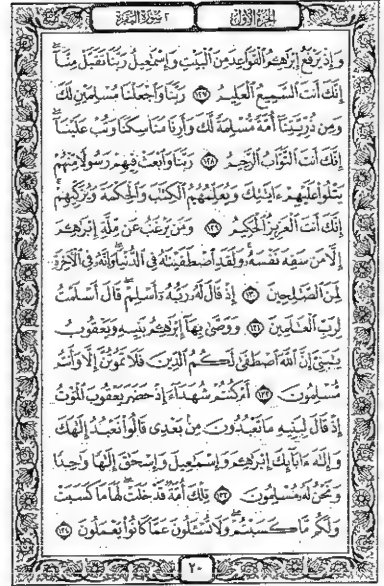 الجزء الأول
٢ سورة البقرة
وَإِذْ يَرْفَعُ إِبْرَٰهِـۧمُ ٱلْقَوَاعِدَ مِنَ ٱلْبَيْتِ وَإِسْمَـٰعِيلُ رَبَّنَا تَقَبَّلْ مِنَّآۖ
إِنَّكَ أَنتَ ٱلسَّمِيعُ ٱلْعَلِيمُ ١٢٧ رَبَّنَا وَٱجْعَلْنَا مُسْلِمَيْنِ لَكَ
وَمِن ذُرِّيَّتِنَآ أُمَّةً مُّسْلِمَةً لَّكَ وَأَرِنَا مَنَاسِكَنَا وَتُبْ عَلَيْنَآۖ
إِنَّكَ أَنتَ ٱلتَّوَّابُ ٱلرَّحِيمُ ١٢٨ رَبَّنَا وَٱبْعَثْ فِيهِمْ رَسُولًا مِّنْهُمْ
يَتْلُوا۟ عَلَيْهِمْ ءَايَـٰتِكَ وَيُعَلِّمُهُمُ ٱلْكِتَـٰبَ وَٱلْحِكْمَةَ وَيُزَكِّيهِمْۚ
إِنَّكَ أَنتَ ٱلْعَزِيزُ ٱلْحَكِيمُ ١٢٩ وَمَن يَرْغَبُ عَن مِّلَّةِ إِبْرَٰهِـۧمَ
إِلَّا مَن سَفِهَ نَفْسَهُۥۚ وَلَقَدِ ٱصْطَفَيْنَـٰهُ فِى ٱلدُّنْيَاۖ وَإِنَّهُۥ فِى ٱلْءَاخِرَةِ
لَمِنَ ٱلصَّـٰلِحِينَ ١٣٠ إِذْ قَالَ لَهُۥ رَبُّهُۥٓ أَسْلِمْۖ قَالَ أَسْلَمْتُ
لِرَبِّ ٱلْعَـٰلَمِينَ ١٣١ وَوَصَّىٰ بِهَآ إِبْرَٰهِـۧمُ بَنِيهِ وَيَعْقُوبُ
يَـٰبَنِىَّ إِنَّ ٱللَّهَ ٱصْطَفَىٰ لَكُمُ ٱلدِّينَ فَلَا تَمُوتُنَّ إِلَّا وَأَنتُم
مُّسْلِمُونَ ١٣٢ أَمْ كُنتُمْ شُهَدَآءَ إِذْ حَضَرَ يَعْقُوبَ ٱلْمَوْتُ
إِذْ قَالَ لِبَنِيهِ مَا تَعْبُدُونَ مِنۢ بَعْدِى قَالُوا۟ نَعْبُدُ إِلَـٰهَكَ
وَإِلَـٰهَ ءَابَآئِكَ إِبْرَٰهِـۧمَ وَإِسْمَـٰعِيلَ وَإِسْحَـٰقَ إِلَـٰهًا وَٰحِدًا
وَنَحْنُ لَهُۥ مُسْلِمُونَ ١٣٣ تِلْكَ أُمَّةٌ قَدْ خَلَتْۖ لَهَا مَا كَسَبَتْ
وَلَكُم مَّا كَسَبْتُمْۖ وَلَا تُسْـَٔلُونَ عَمَّا كَانُوا۟ يَعْمَلُونَ ١٣٤
٢٠